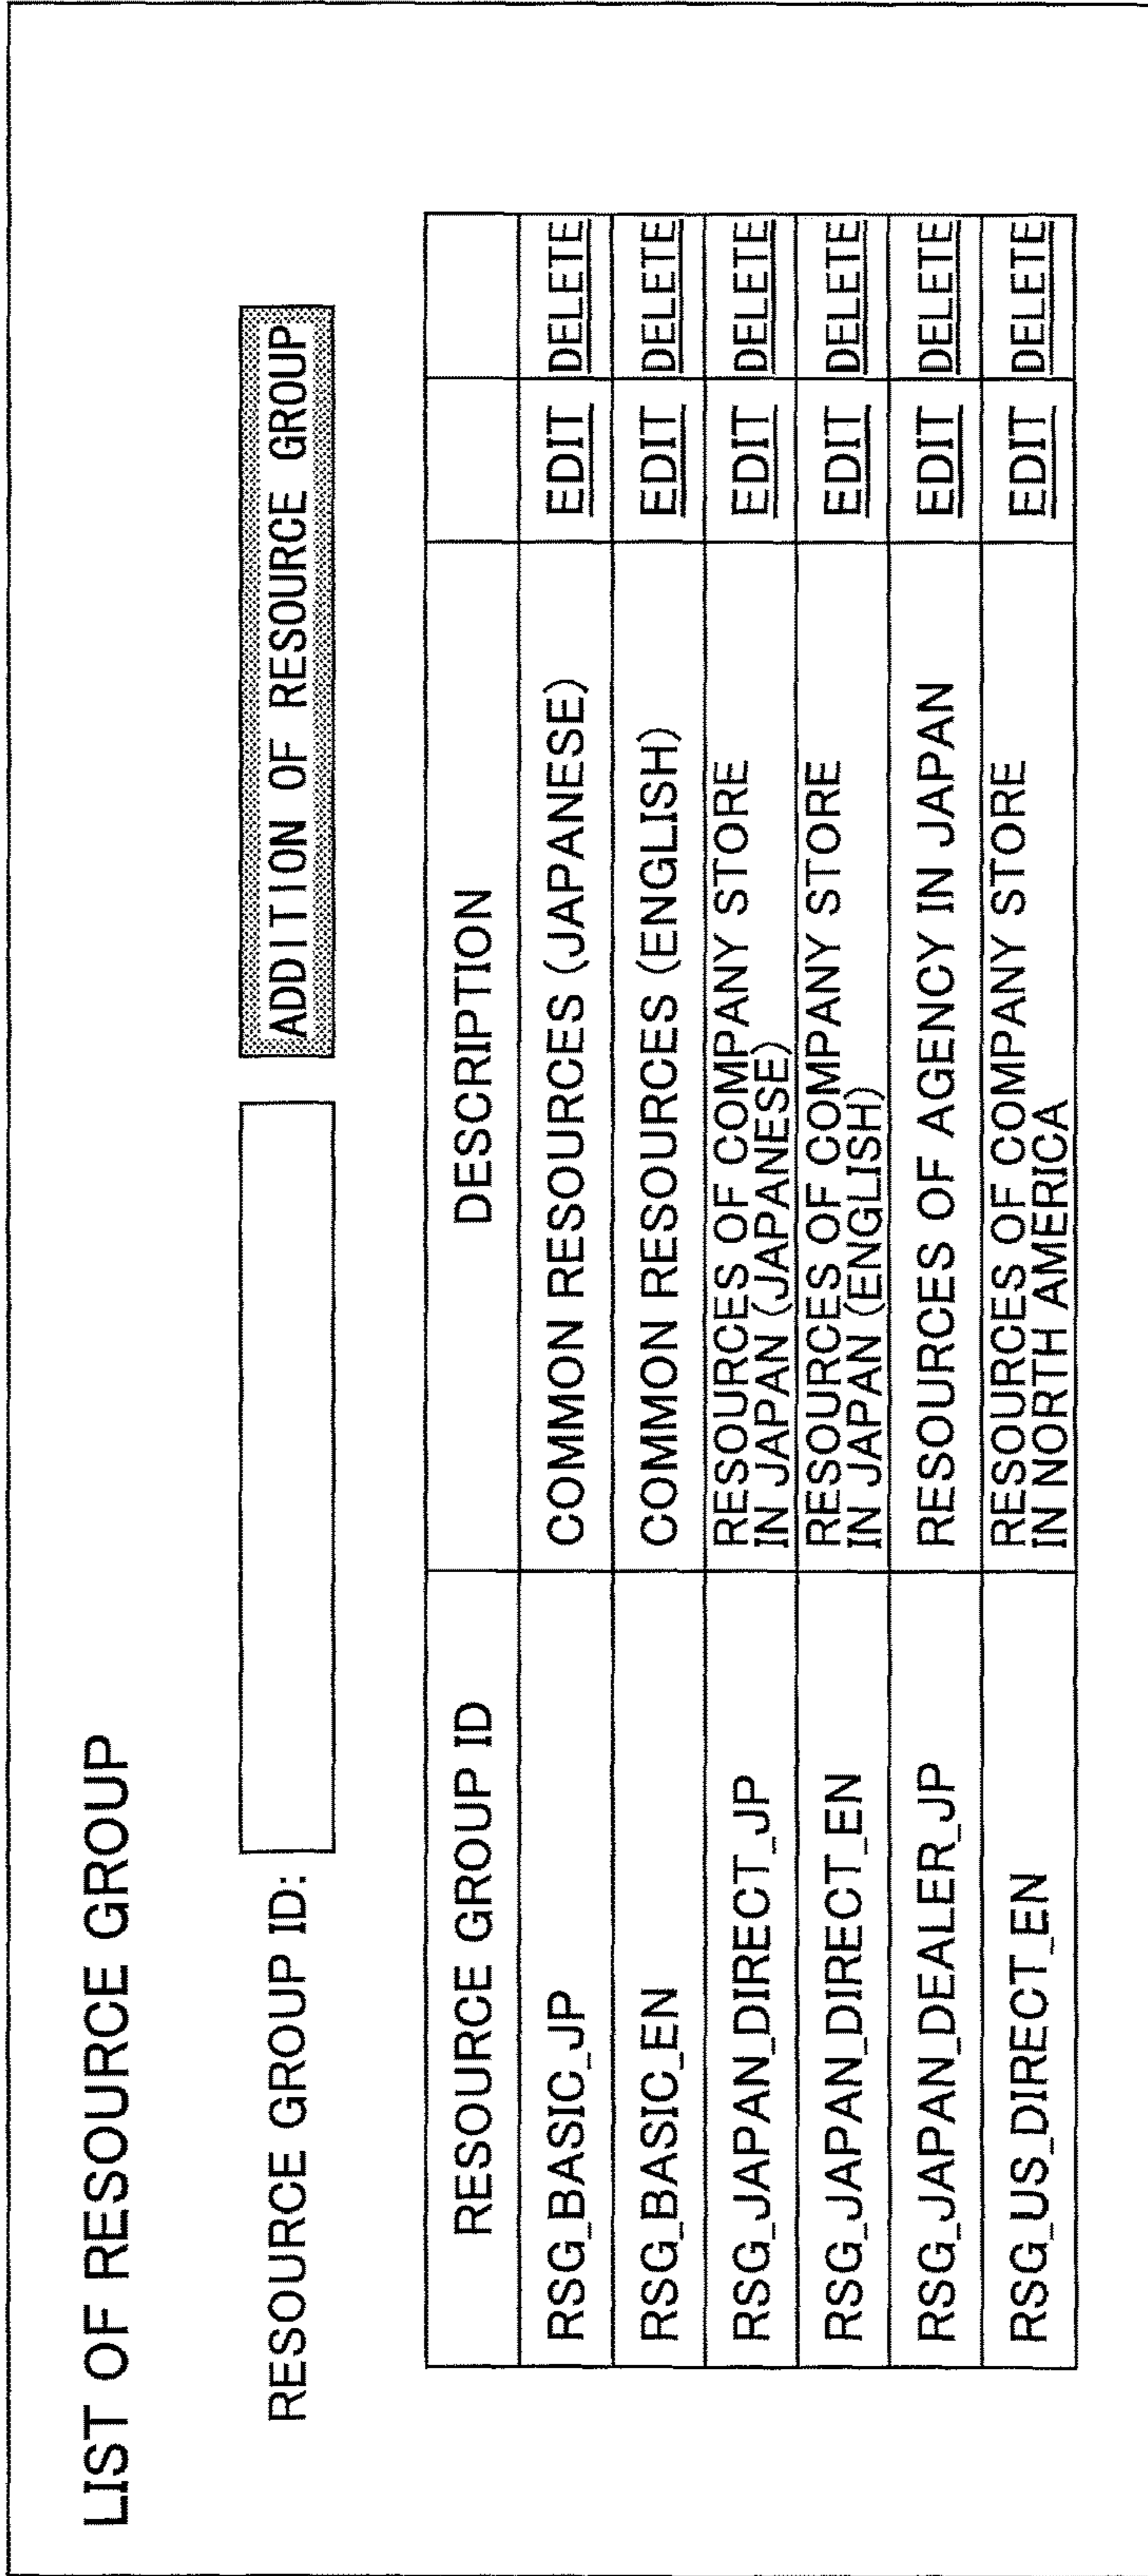 LIST OF RESOURCE GROUP
RESOURCE GROUP ID: ADDITION OF RESOURCE GROUP
RESOURCE GROUP ID DESCRIPTION
RSG_BASIC_JP COMMON RESOURCES (JAPANESE) EDIT DELETE
RSG_BASIC_EN COMMON RESOURCES (ENGLISH) EDIT DELETE
RSG_JAPAN_DIRECT_JP RESOURCES OF COMPANY STORE EDIT DELETE
IN JAPAN (JAPANESE)
RSG_JAPAN_DIRECT_EN RESOURCES OF COMPANY STORE EDIT DELETE
IN JAPAN (ENGLISH)
RSG_JAPAN_DEALER_JP RESOURCES OF AGENCY IN JAPAN EDIT DELETE
RSG_US_DIRECT_EN RESOURCES OF COMPANY STORE EDIT DELETE
IN NORTH AMERICA